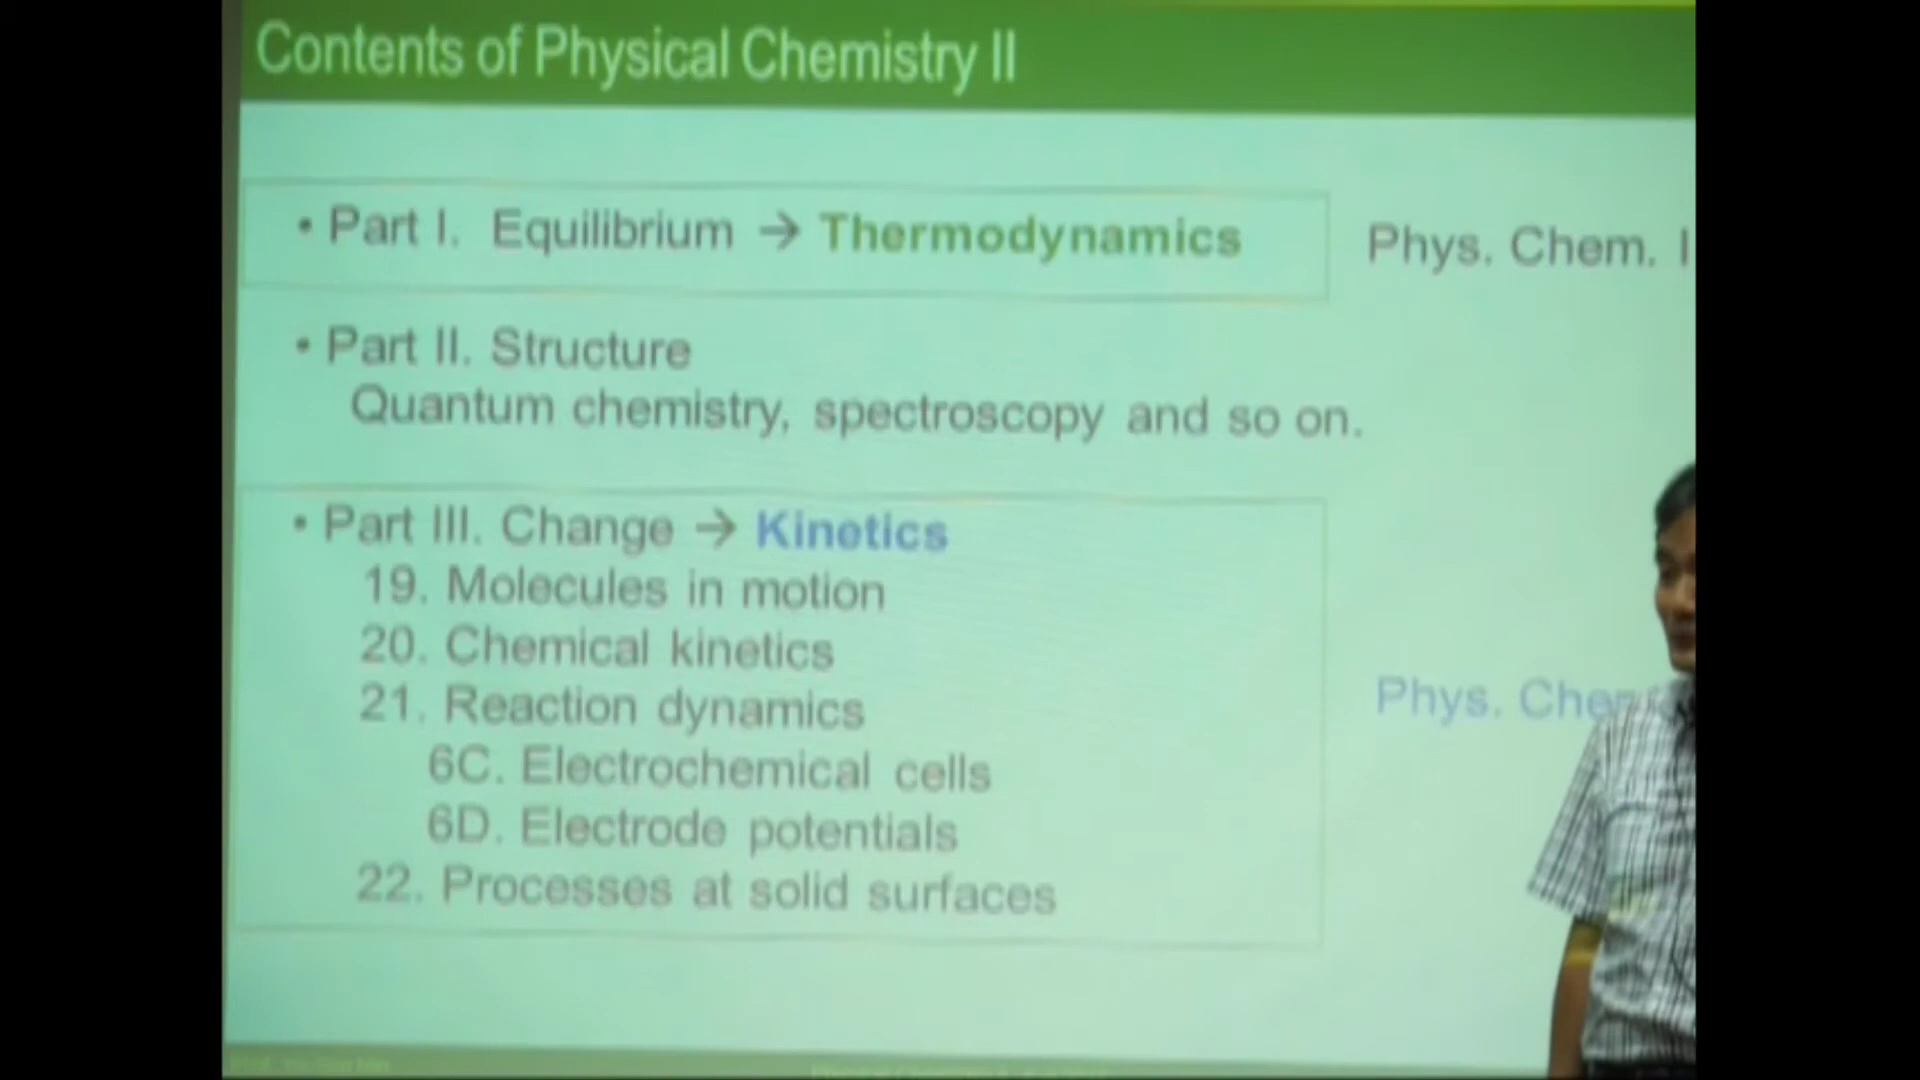 Contents of Physical Chemistry II
• Part I. Equilibrium → Thermodynamics
Phys. Chem. I
• Part II. Structure
Quantum chemistry, spectroscopy and so on.
• Part III. Change → Kinetics
19. Molecules in motion
20. Chemical kinetics
21. Reaction dynamics
6C. Electrochemical cells
6D. Electrode potentials
22. Processes at solid surfaces
Phys. Chem